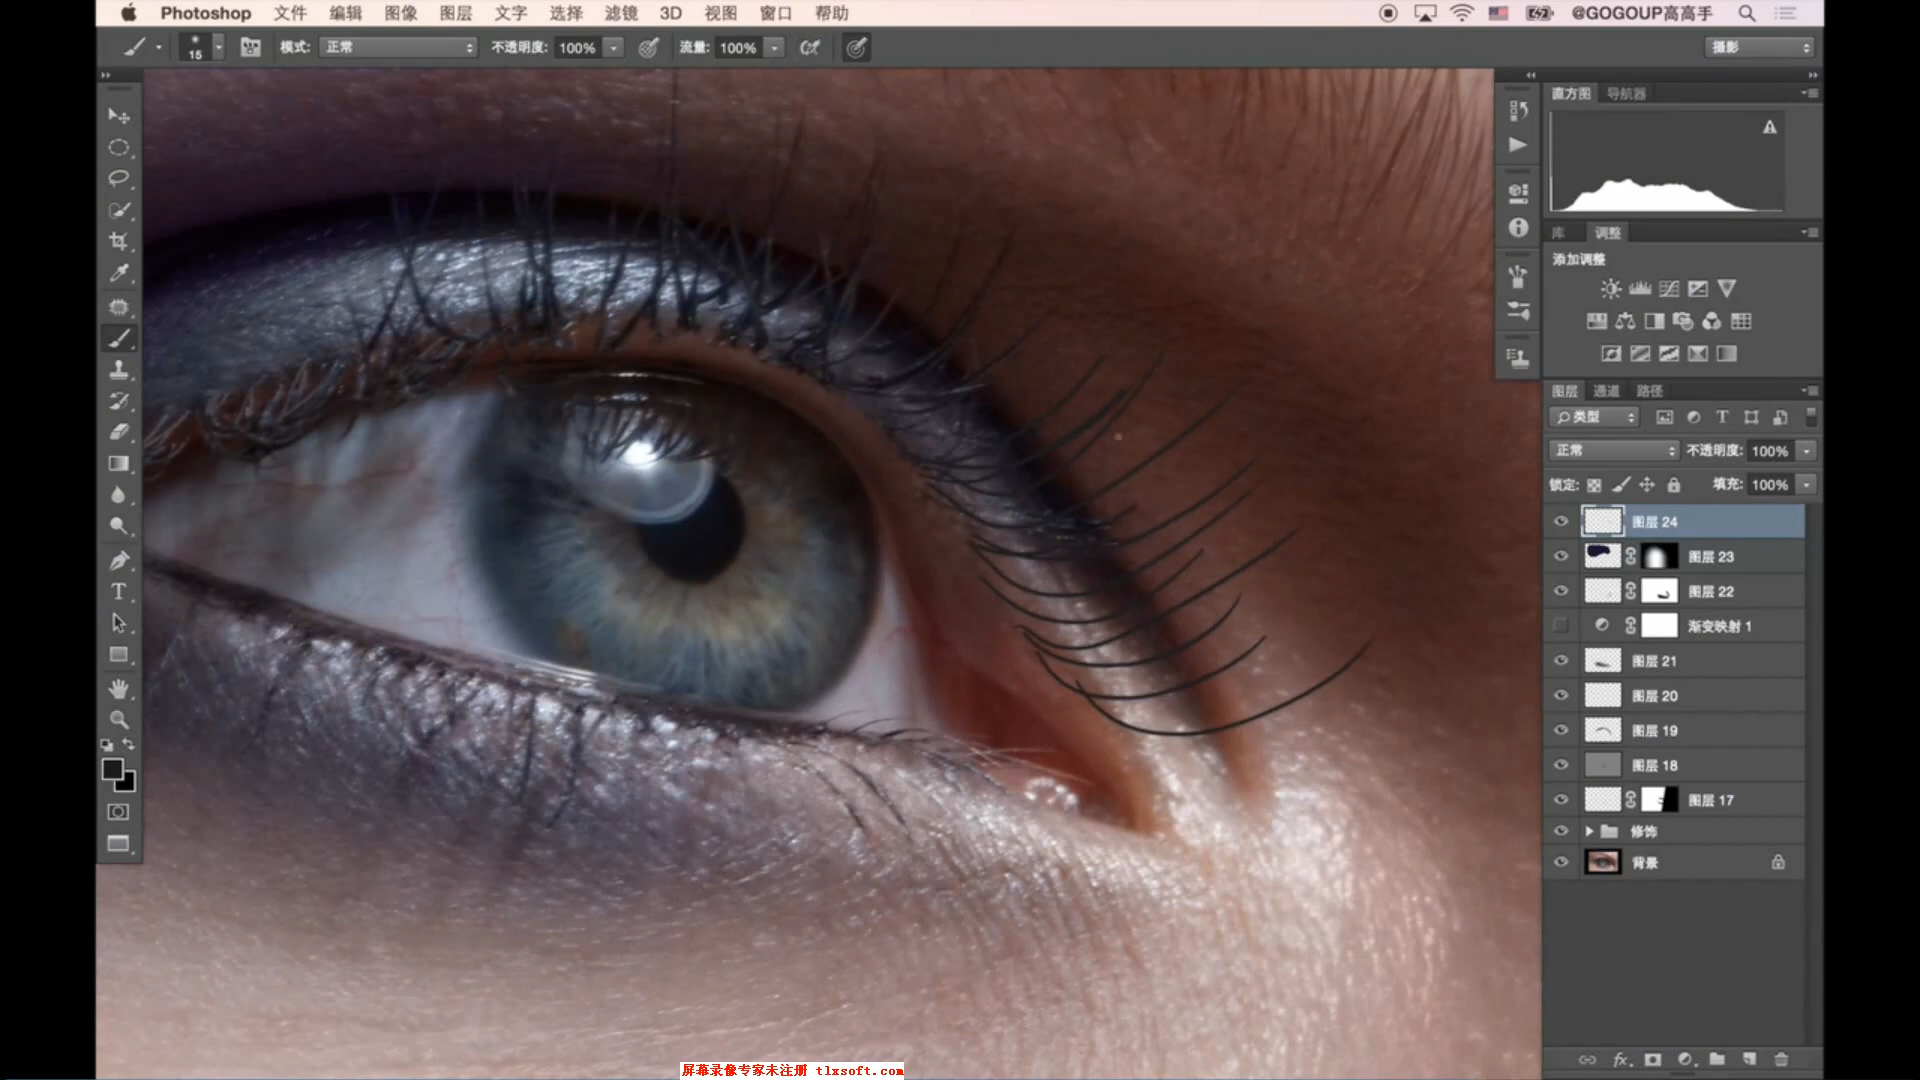 Photoshop 文件 编辑 图像 图层 文字 选择 滤镜 3D 视图 窗口 帮助 @GOGOUP高高手
15 模式: 正常 不透明度: 100% 流量: 100% 摄影
直方图 导航器
库 调整
添加调整
图层 通道 路径
类型
正常 不透明度: 100%
锁定: 填充: 100%
图层 24
图层 23
图层 22
渐变映射 1
图层 21
图层 20
图层 19
图层 18
图层 17
修饰
背景
屏幕录像专家未注册 tlxsoft.com